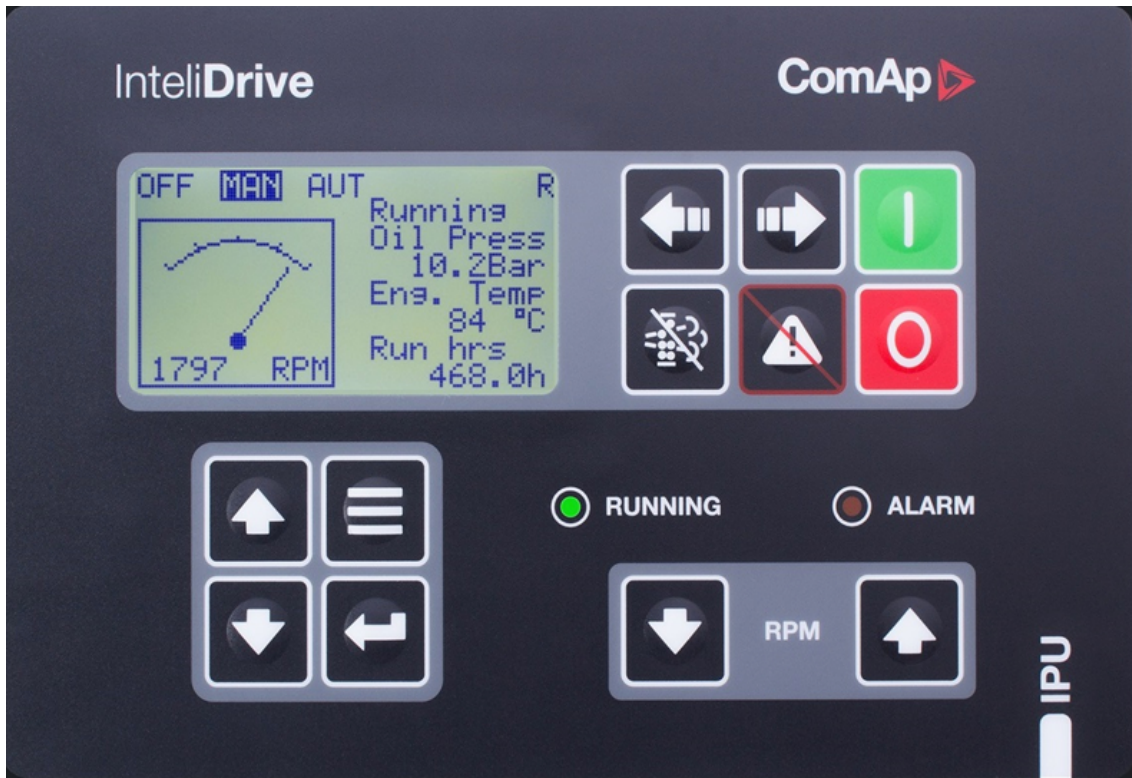 InteliDrive
ComAp
OFF MAN AUT R
Running
Oil Press
10.2Bar
Eng. Temp
84 °C
Run hrs
468.0h
1797 RPM
RUNNING
ALARM
RPM
IPU